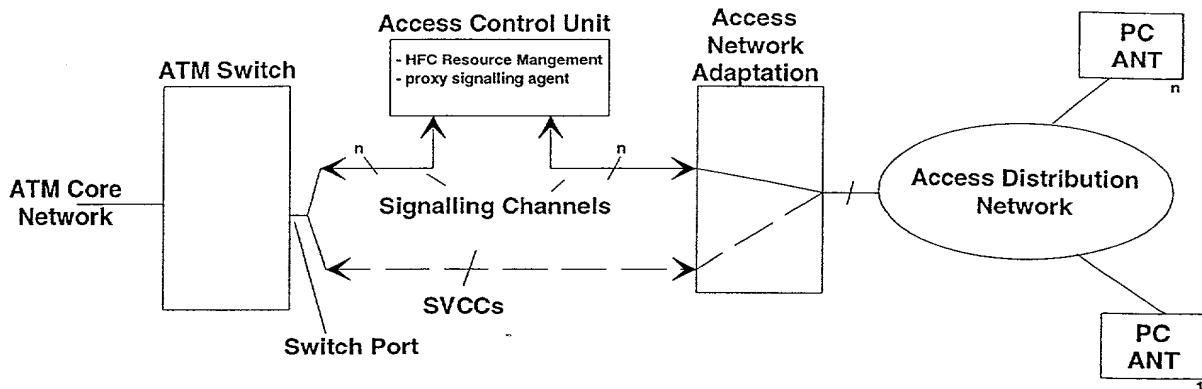 Access Control Unit
- HFC Resource Mangement
- proxy signalling agent
ATM Switch
Access
Network
Adaptation
PC
ANT
n
n
n
ATM Core
Network
Signalling Channels
Access Distribution
Network
SVCCs
Switch Port
PC
ANT